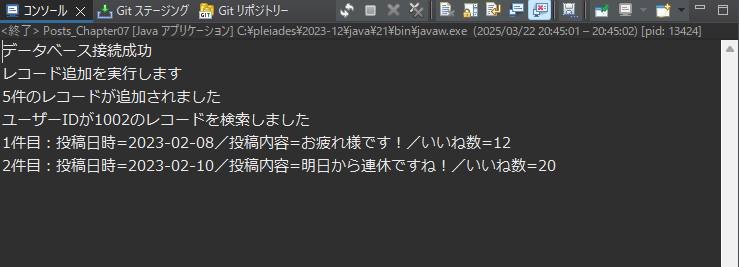 コンソール Git ステージング Git リポジトリー
<終了> Posts_Chapter07 [Java アプリケーション] C:¥pleiades¥2023-12¥java¥21¥bin¥javaw.exe (2025/03/22 20:45:01 – 20:45:02) [pid: 13424]
データベース接続成功
レコード追加を実行します
5件のレコードが追加されました
ユーザーIDが1002のレコードを検索しました
1件目：投稿日時=2023-02-08／投稿内容=お疲れ様です！／いいね数=12
2件目：投稿日時=2023-02-10／投稿内容=明日から連休ですね！／いいね数=20